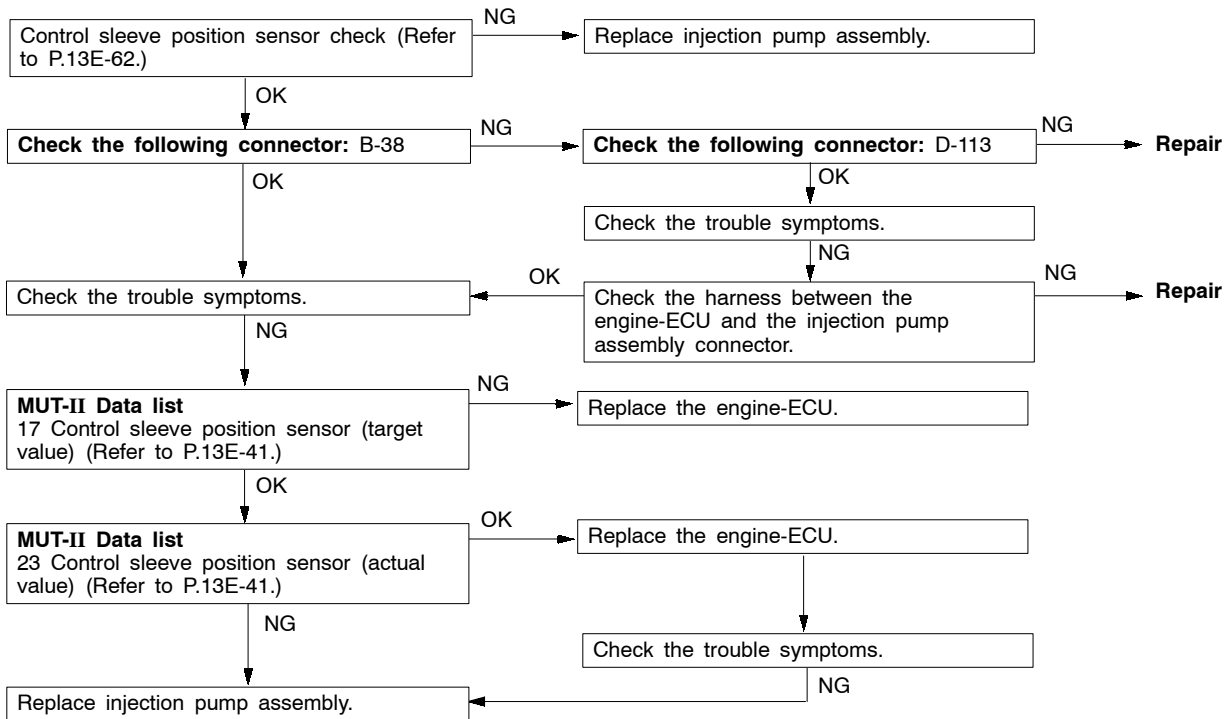 NG
Control sleeve position sensor check (Refer
to P.13E-62.)
Replace injection pump assembly.
OK
Check the following connector: B-38
NG
Check the following connector: D-113
NG
Repair
OK
OK
Check the trouble symptoms.
NG
Check the trouble symptoms.
OK
Check the harness between the
engine-ECU and the injection pump
assembly connector.
NG
Repair
NG
MUT-II Data list
17 Control sleeve position sensor (target
value) (Refer to P.13E-41.)
NG
Replace the engine-ECU.
OK
MUT-II Data list
23 Control sleeve position sensor (actual
value) (Refer to P.13E-41.)
OK
Replace the engine-ECU.
NG
Check the trouble symptoms.
NG
Replace injection pump assembly.